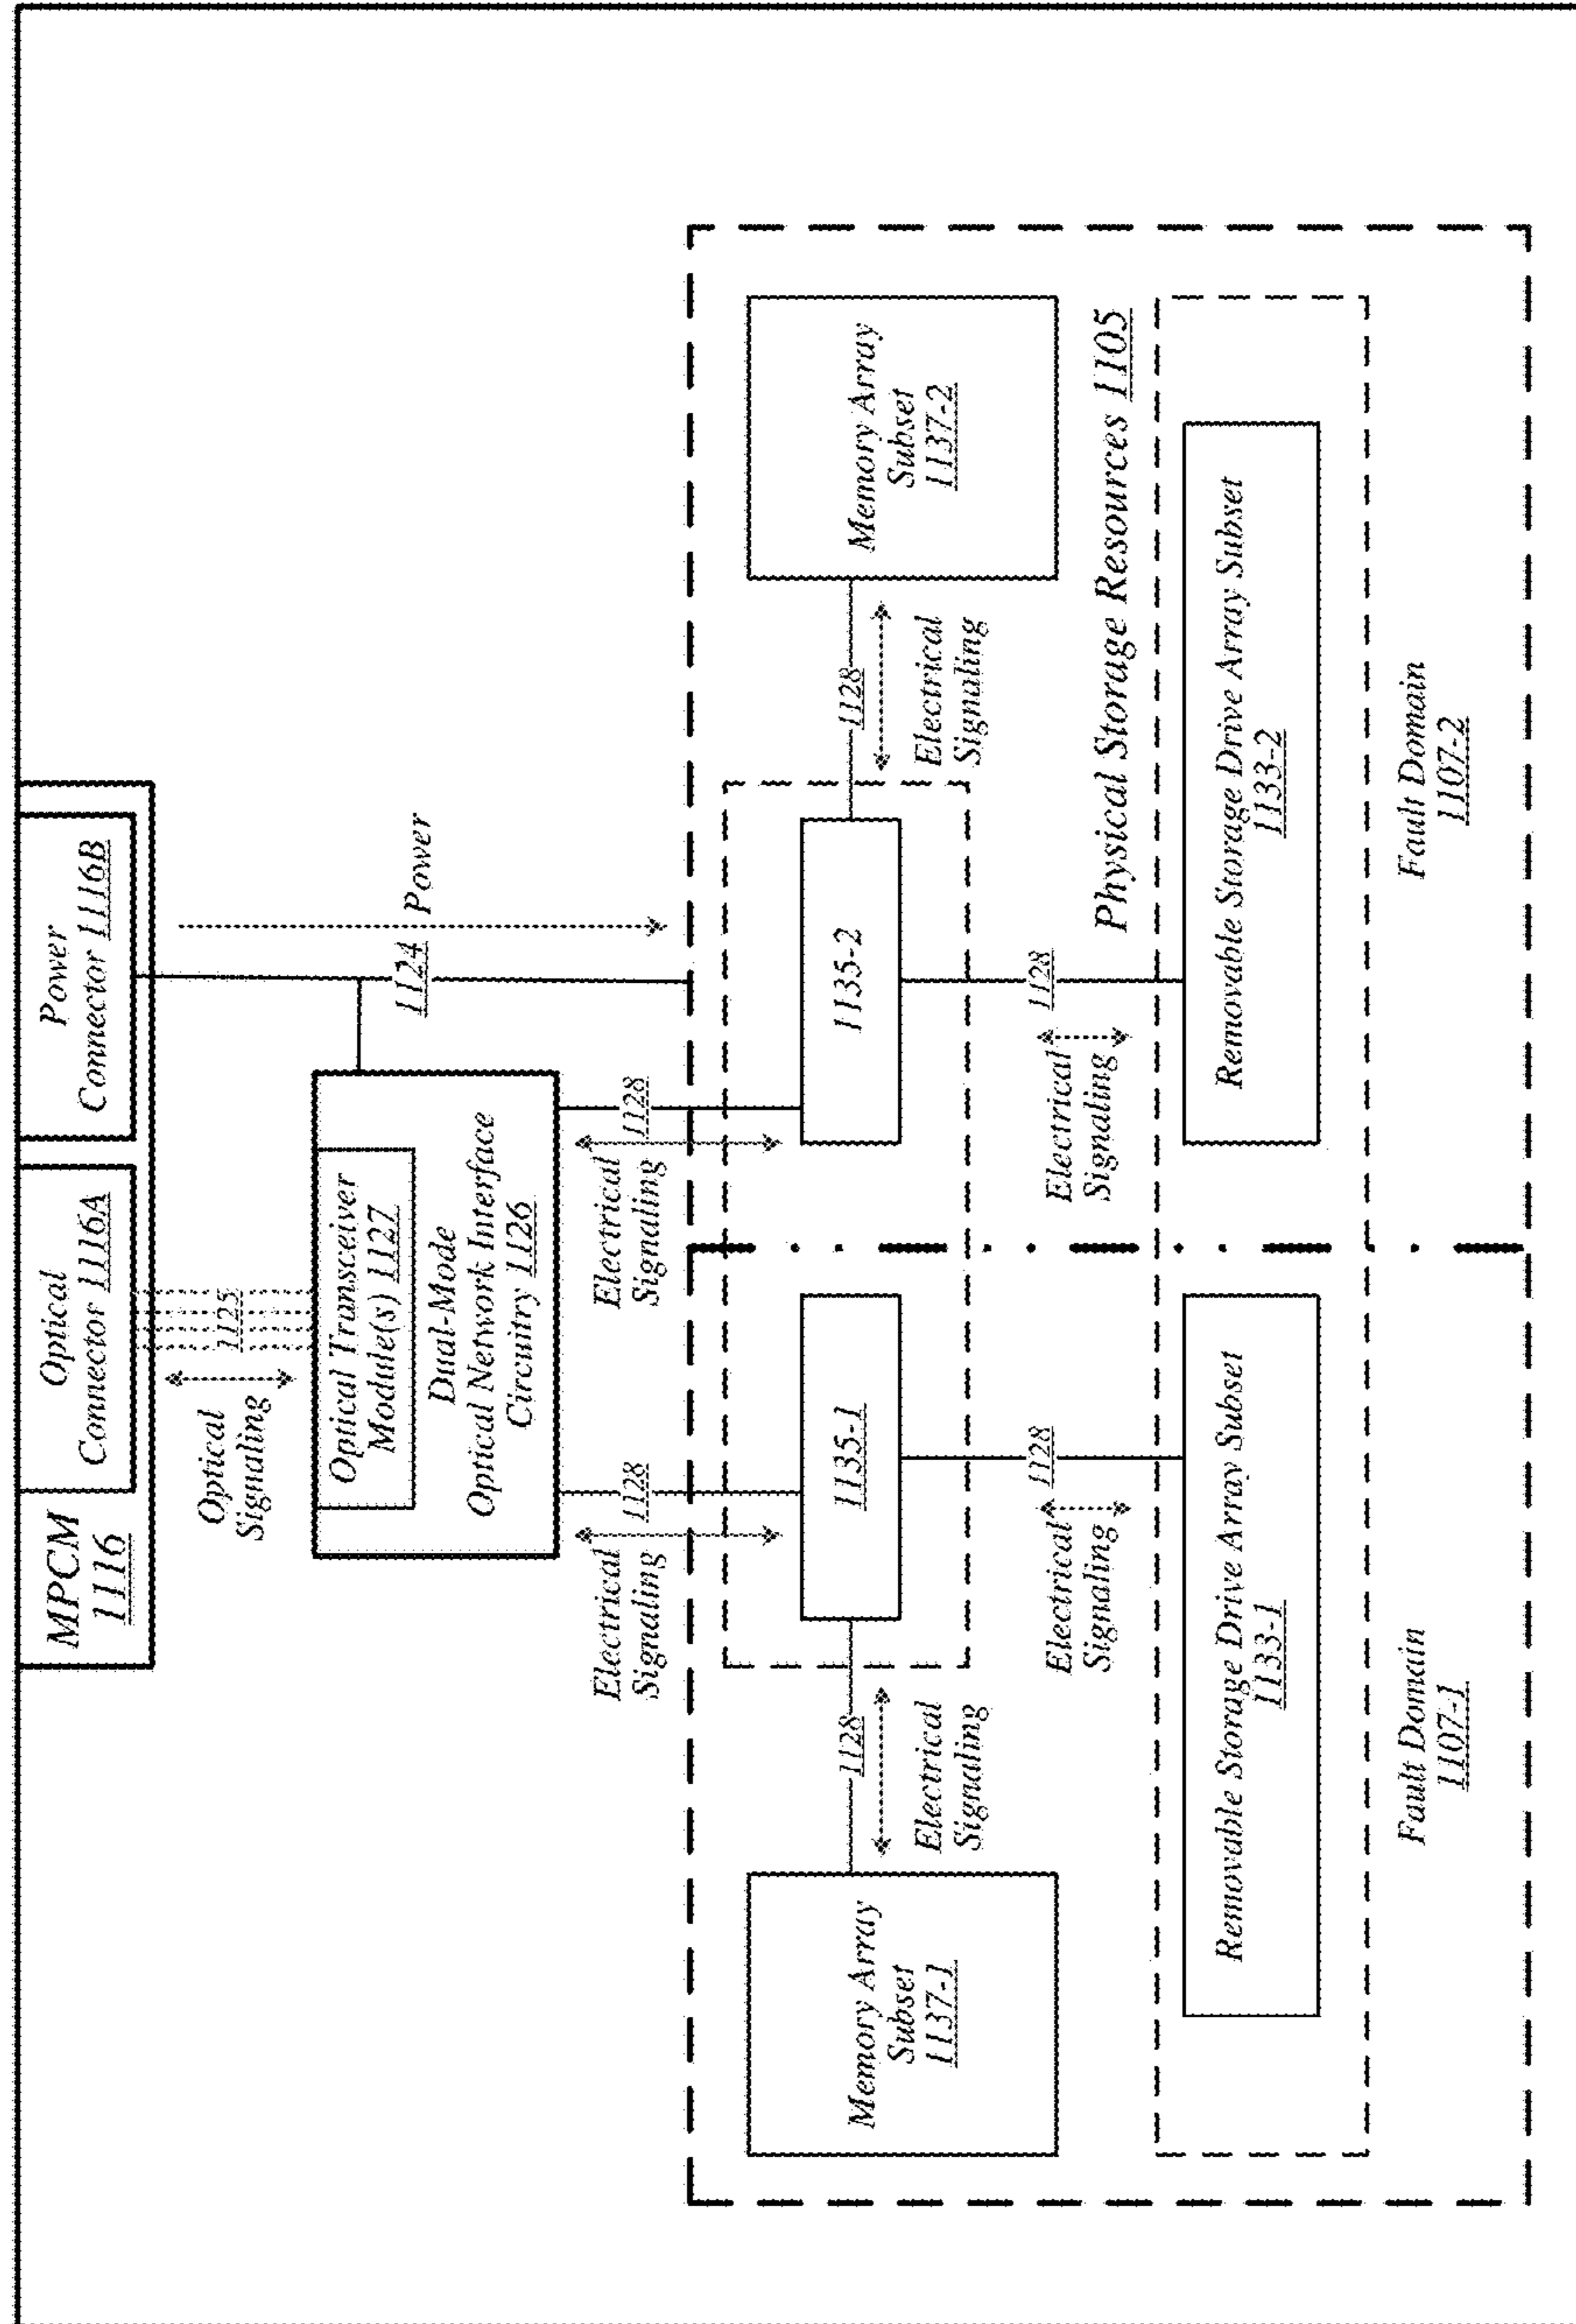 MPCM
1116
Optical
Connector 1116A
Power
Connector 1116B
Optical
Signaling
1125
Power
1124
Optical Transceiver
Module(s) 1127
Dual-Mode
Optical Network Interface
Circuitry 1126
Electrical
Signaling
1128
Electrical
Signaling
1128
Memory Array
Subset
1137-1
1128
Electrical
Signaling
1135-1
1135-2
1128
Electrical
Signaling
Memory Array
Subset
1137-2
Electrical
Signaling
1128
Electrical
Signaling
1128
Physical Storage Resources 1105
Removable Storage Drive Array Subset
1133-1
Removable Storage Drive Array Subset
1133-2
Fault Domain
1107-1
Fault Domain
1107-2